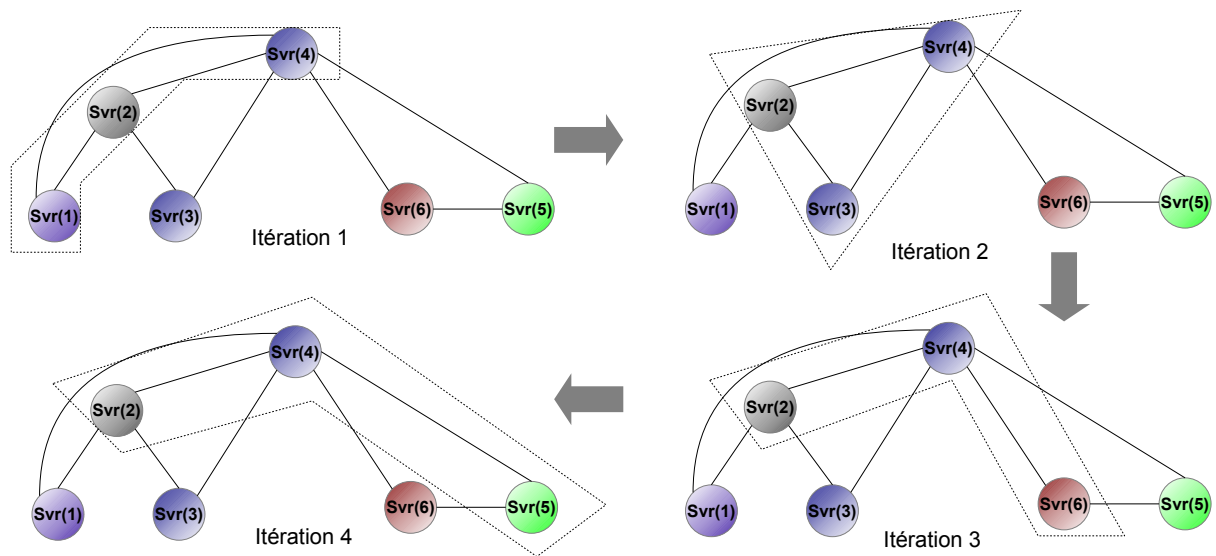 Svr(4)
Svr(2)
Svr(1)
Svr(3)
Svr(6)
Svr(5)
Itération 1
Svr(4)
Svr(2)
Svr(1)
Svr(3)
Svr(6)
Svr(5)
Itération 2
Svr(4)
Svr(2)
Svr(1)
Svr(3)
Svr(6)
Svr(5)
Itération 4
Svr(4)
Svr(2)
Svr(1)
Svr(3)
Svr(6)
Svr(5)
Itération 3